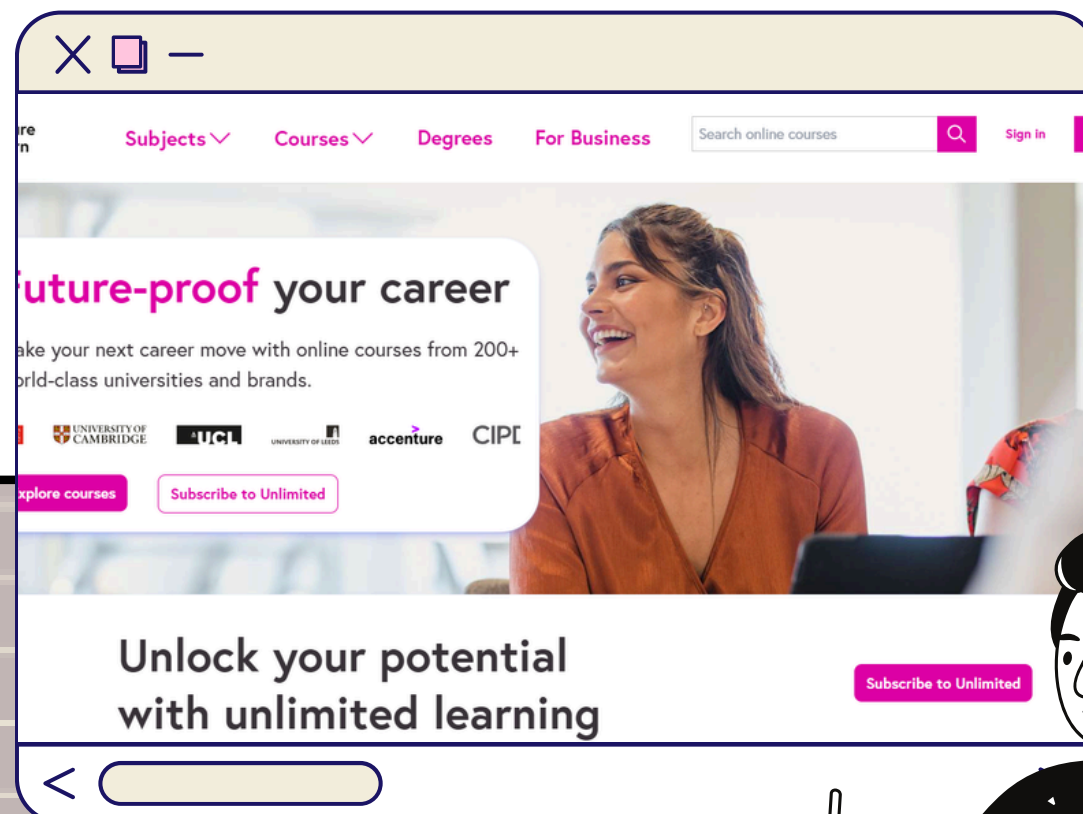 ure
rn
Subjects
Courses
Degrees
For Business
Search online courses
Sign in
uture-proof your career
ake your next career move with online courses from 200+
orld-class universities and brands.
UNIVERSITY OF
CAMBRIDGE
UCL
UNIVERSITY OF LEEDS
accenture
CIPD
xplore courses
Subscribe to Unlimited
Unlock your potential
with unlimited learning
Subscribe to Unlimited